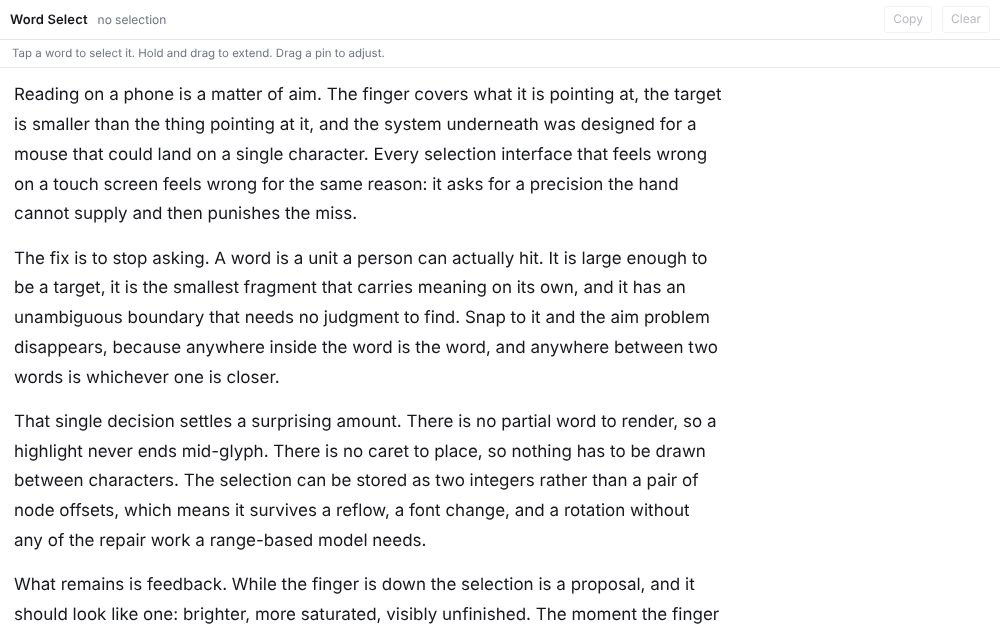 Word Select no selection Copy Clear
Tap a word to select it. Hold and drag to extend. Drag a pin to adjust.
Reading on a phone is a matter of aim. The finger covers what it is pointing at, the target
is smaller than the thing pointing at it, and the system underneath was designed for a
mouse that could land on a single character. Every selection interface that feels wrong
on a touch screen feels wrong for the same reason: it asks for a precision the hand
cannot supply and then punishes the miss.
The fix is to stop asking. A word is a unit a person can actually hit. It is large enough to
be a target, it is the smallest fragment that carries meaning on its own, and it has an
unambiguous boundary that needs no judgment to find. Snap to it and the aim problem
disappears, because anywhere inside the word is the word, and anywhere between two
words is whichever one is closer.
That single decision settles a surprising amount. There is no partial word to render, so a
highlight never ends mid-glyph. There is no caret to place, so nothing has to be drawn
between characters. The selection can be stored as two integers rather than a pair of
node offsets, which means it survives a reflow, a font change, and a rotation without
any of the repair work a range-based model needs.
What remains is feedback. While the finger is down the selection is a proposal, and it
should look like one: brighter, more saturated, visibly unfinished. The moment the finger